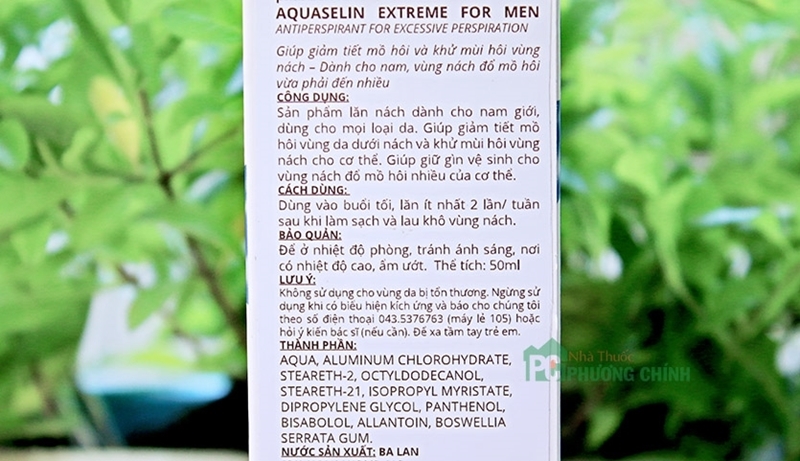 AQUASELIN EXTREME FOR MEN
ANTIPERSPIRANT FOR EXCESSIVE PERSPIRATION
Giúp giảm tiết mồ hôi và khử mùi hôi vùng
nách – Dành cho nam, vùng nách đổ mồ hôi
vừa phải đến nhiều
CÔNG DỤNG:
Sản phẩm lăn nách dành cho nam giới,
dùng cho mọi loại da. Giúp giảm tiết mồ
hôi vùng da dưới nách và khử mùi hôi vùng
nách cho cơ thể. Giúp giữ gìn vệ sinh cho
vùng nách đổ mồ hôi nhiều của cơ thể.
CÁCH DÙNG:
Dùng vào buổi tối, lăn ít nhất 2 lần/ tuần
sau khi làm sạch và lau khô vùng nách.
BẢO QUẢN:
Để ở nhiệt độ phòng, tránh ánh sáng, nơi
có nhiệt độ cao, ẩm ướt. Thể tích: 50ml
LƯU Ý:
Không sử dụng cho vùng da bị tổn thương. Ngừng sử
dụng khi có biểu hiện kích ứng và báo cho chúng tôi
theo số điện thoại 043.5376763 (máy lẻ 105) hoặc
hỏi ý kiến bác sĩ (nếu cần). Để xa tầm tay trẻ em.
THÀNH PHẦN:
AQUA, ALUMINUM CHLOROHYDRATE,
STEARETH-2, OCTYLDODECANOL,
STEARETH-21, ISOPROPYL MYRISTATE,
DIPROPYLENE GLYCOL, PANTHENOL,
BISABOLOL, ALLANTOIN, BOSWELLIA
SERRATA GUM.
NƯỚC SẢN XUẤT: BA LAN
PC Nhà Thuốc
PHƯƠNG CHÍNH